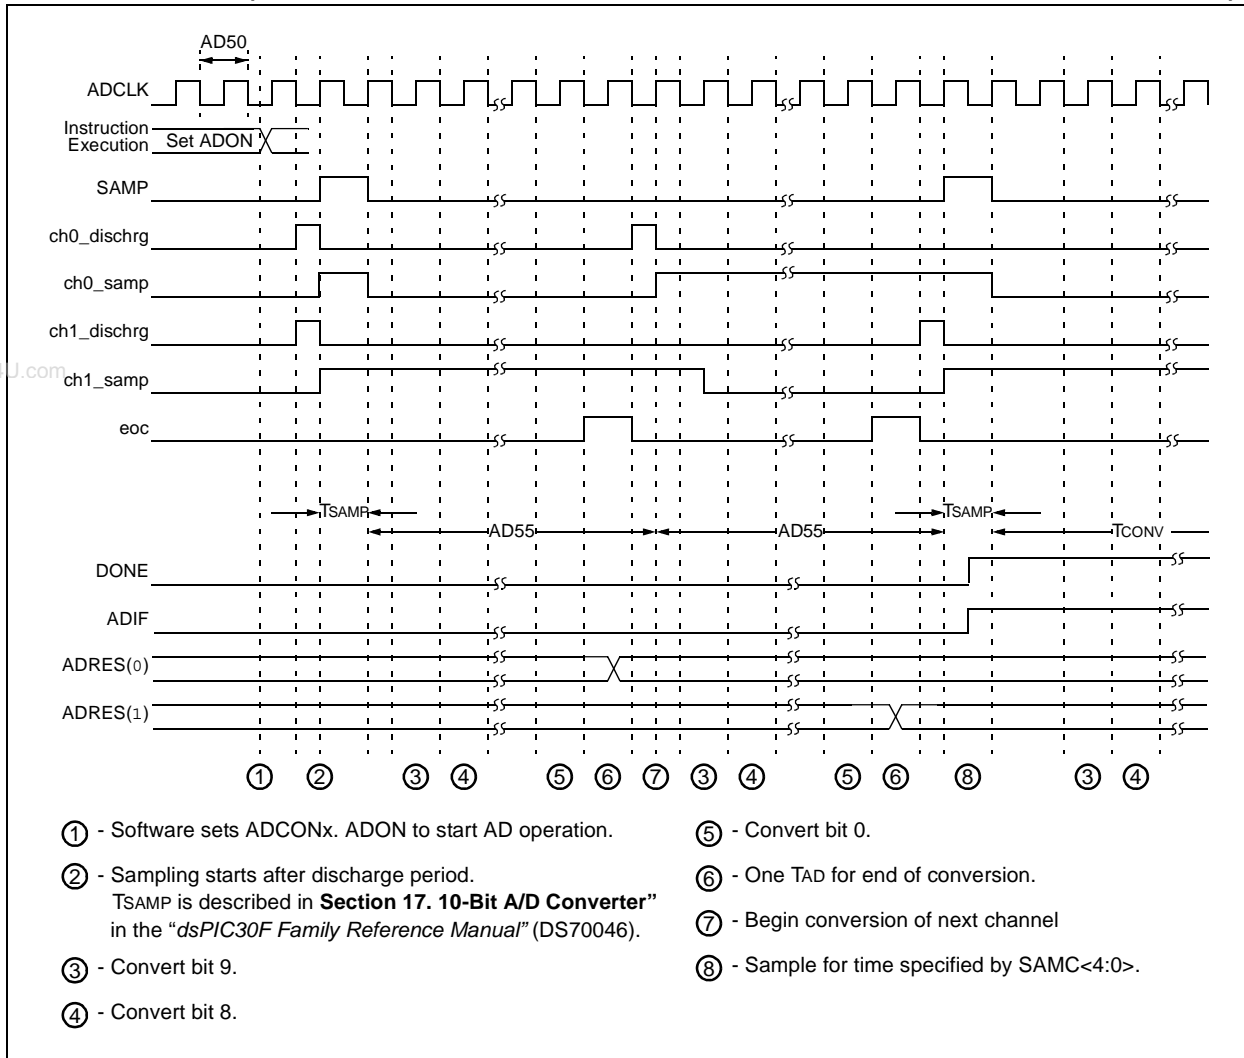 AD50
ADCLK
Instruction
Execution
Set ADON
SAMP
ch0_dischrg
ch0_samp
ch1_dischrg
U.com
ch1_samp
eoc
TSAMP
TSAMP
AD55
AD55
TCONV
DONE
ADIF
ADRES(0)
ADRES(1)
1 2 3 4 5 6 7 3 4 5 6 8 3 4
1 - Software sets ADCONx. ADON to start AD operation.
2 - Sampling starts after discharge period.
TSAMP is described in Section 17. 10-Bit A/D Converter”
in the “dsPIC30F Family Reference Manual” (DS70046).
3 - Convert bit 9.
4 - Convert bit 8.
5 - Convert bit 0.
6 - One TAD for end of conversion.
7 - Begin conversion of next channel
8 - Sample for time specified by SAMC<4:0>.